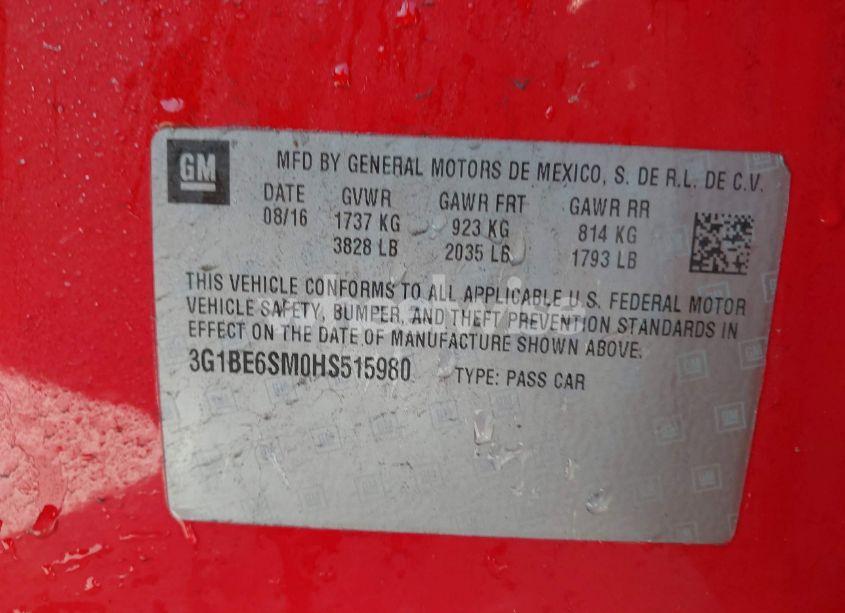 GM
MFD BY GENERAL MOTORS DE MEXICO, S. DE R.L. DE C.V.
DATE GVWR GAWR FRT GAWR RR
08/16 1737 KG 923 KG 814 KG
3828 LB 2035 LB 1793 LB
THIS VEHICLE CONFORMS TO ALL APPLICABLE U.S. FEDERAL MOTOR
VEHICLE SAFETY, BUMPER, AND THEFT PREVENTION STANDARDS IN
EFFECT ON THE DATE OF MANUFACTURE SHOWN ABOVE.
3G1BE6SM0HS515980 TYPE: PASS CAR